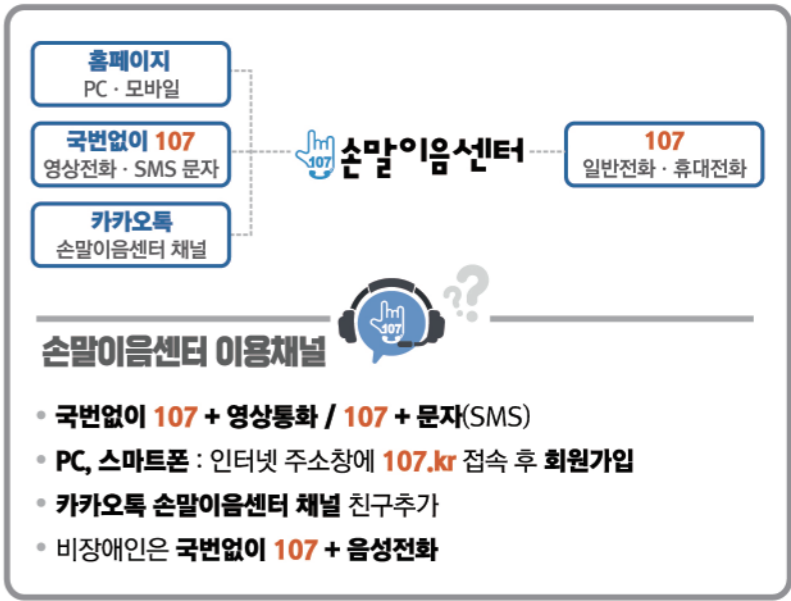 홈페이지
PC · 모바일
국번없이 107
영상전화 · SMS 문자
카카오톡
손말이음센터 채널
107
손말이음센터
107
일반전화 · 휴대전화
107
??
손말이음센터 이용채널
• 국번없이 107 + 영상통화 / 107 + 문자(SMS)
• PC, 스마트폰 : 인터넷 주소창에 107.kr 접속 후 회원가입
• 카카오톡 손말이음센터 채널 친구추가
• 비장애인은 국번없이 107 + 음성전화